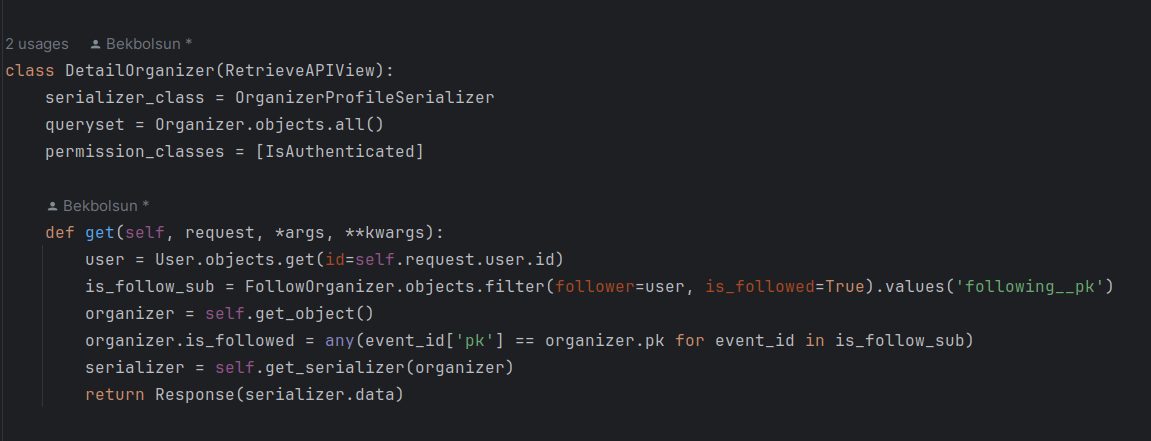 2 usages Bekbolsun *
class DetailOrganizer(RetrieveAPIView):
    serializer_class = OrganizerProfileSerializer
    queryset = Organizer.objects.all()
    permission_classes = [IsAuthenticated]
Bekbolsun *
    def get(self, request, *args, **kwargs):
        user = User.objects.get(id=self.request.user.id)
        is_follow_sub = FollowOrganizer.objects.filter(follower=user, is_followed=True).values('following__pk')
        organizer = self.get_object()
        organizer.is_followed = any(event_id['pk'] == organizer.pk for event_id in is_follow_sub)
        serializer = self.get_serializer(organizer)
        return Response(serializer.data)